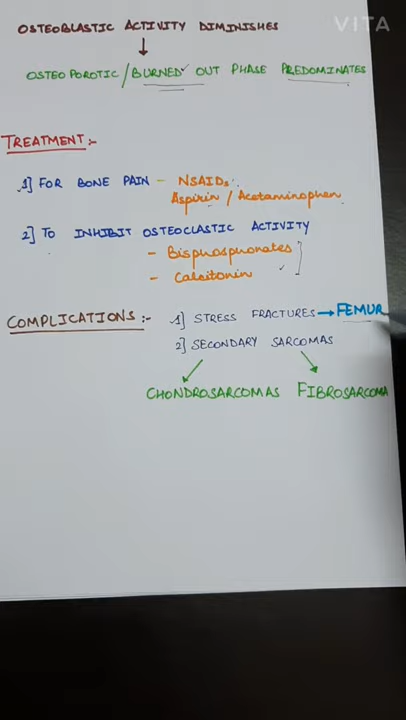 VITA
OSTEOBLASTIC ACTIVITY DIMINISHES
OSTEOPOROTIC/BURNED OUT PHASE PREDOMINATES
TREATMENT:-
1] FOR BONE PAIN - NSAIDs
Aspirin / Acetaminophen
2] TO INHIBIT OSTEOCLASTIC ACTIVITY
- Bisphosphonates
- Calcitonin
COMPLICATIONS:- 1] STRESS FRACTURES → FEMUR
2] SECONDARY SARCOMAS
CHONDROSARCOMAS FIBROSARCOMA